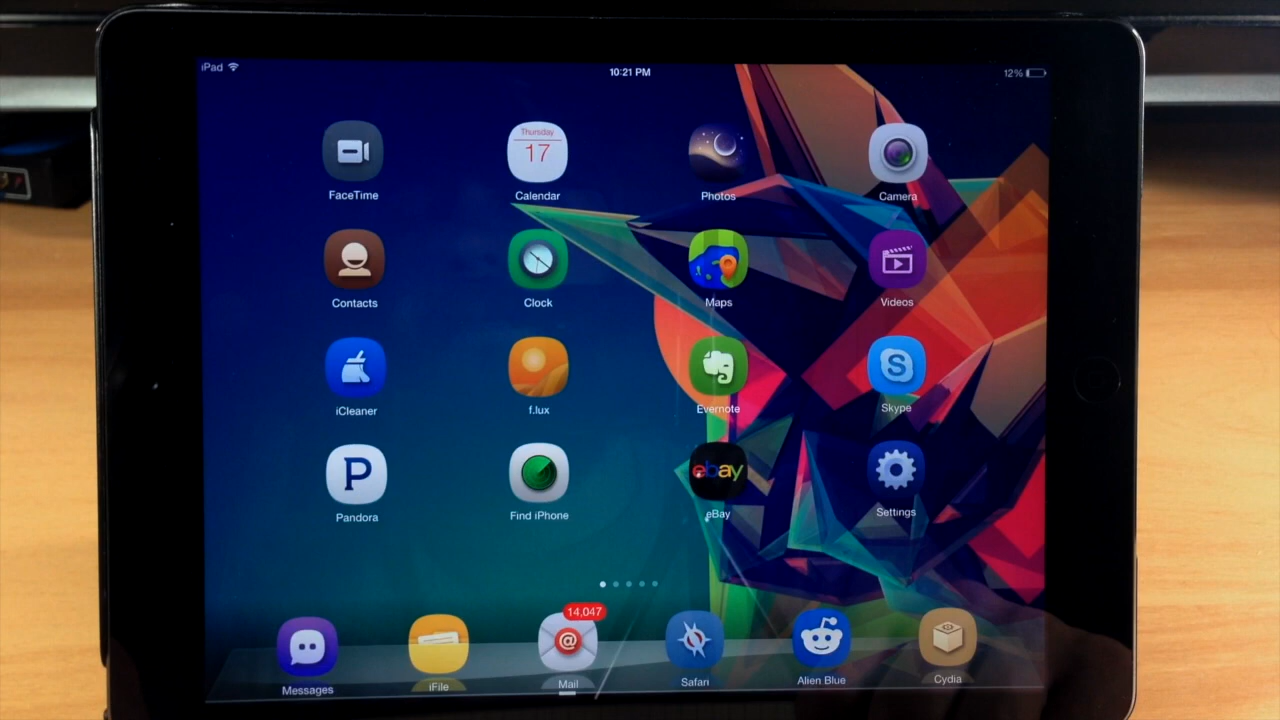 iPad 10:21 PM 12%
Thursday
17
FaceTime Calendar Photos Camera
Contacts Clock Maps Videos
S
iCleaner f.lux Evernote Skype
P
ebay
Pandora Find iPhone eBay Settings
14,047
@
Messages iFile Mail Safari Alien Blue Cydia